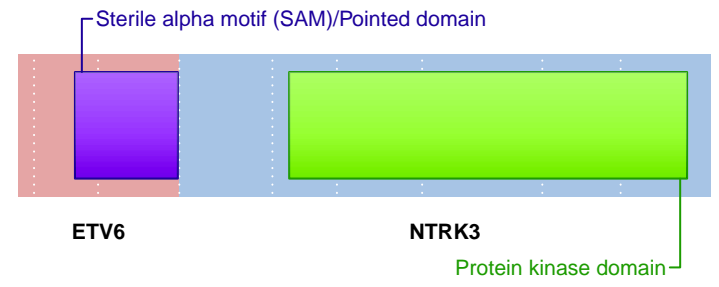 Sterile alpha motif (SAM)/Pointed domain
ETV6
NTRK3
Protein kinase domain